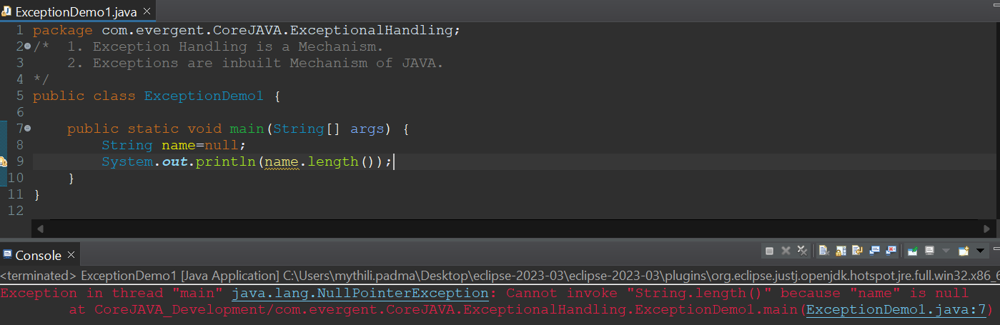 ExceptionDemo1.java
1 package com.evergent.CoreJAVA.ExceptionalHandling;
2 /*  1. Exception Handling is a Mechanism.
3     2. Exceptions are inbuilt Mechanism of JAVA.
4 */
5 public class ExceptionDemo1 {
6
7     public static void main(String[] args) {
8         String name=null;
9         System.out.println(name.length());
10     }
11 }
12
Console
<terminated> ExceptionDemo1 [Java Application] C:\Users\mythili.padma\Desktop\eclipse-2023-03\eclipse-2023-03\plugins\org.eclipse.justj.openjdk.hotspot.jre.full.win32.x86_6
Exception in thread "main" java.lang.NullPointerException: Cannot invoke "String.length()" because "name" is null
        at CoreJAVA_Development/com.evergent.CoreJAVA.ExceptionalHandling.ExceptionDemo1.main(ExceptionDemo1.java:7)